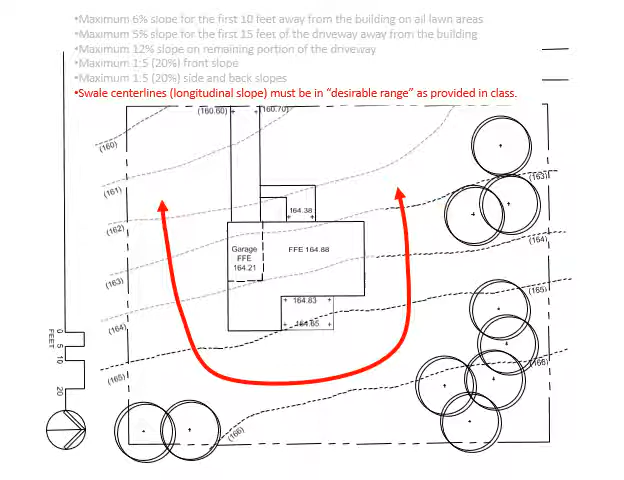 •Maximum 6% slope for the first 10 feet away from the building on all lawn areas
•Maximum 5% slope for the first 15 feet of the driveway away from the building
•Maximum 12% slope on remaining portion of the driveway
•Maximum 1:5 (20%) front slope
•Maximum 1:5 (20%) side and back slopes
•Swale centerlines (longitudinal slope) must be in “desirable range” as provided in class.
(160.60) + + (160.70)
(160)
(163)
(161)
164.38
(162)
(164)
Garage FFE 164.21
FFE 164.88
(163)
(165)
164.83
164.85
(164)
(166)
(165)
(166)
0 5 10 20
FEET